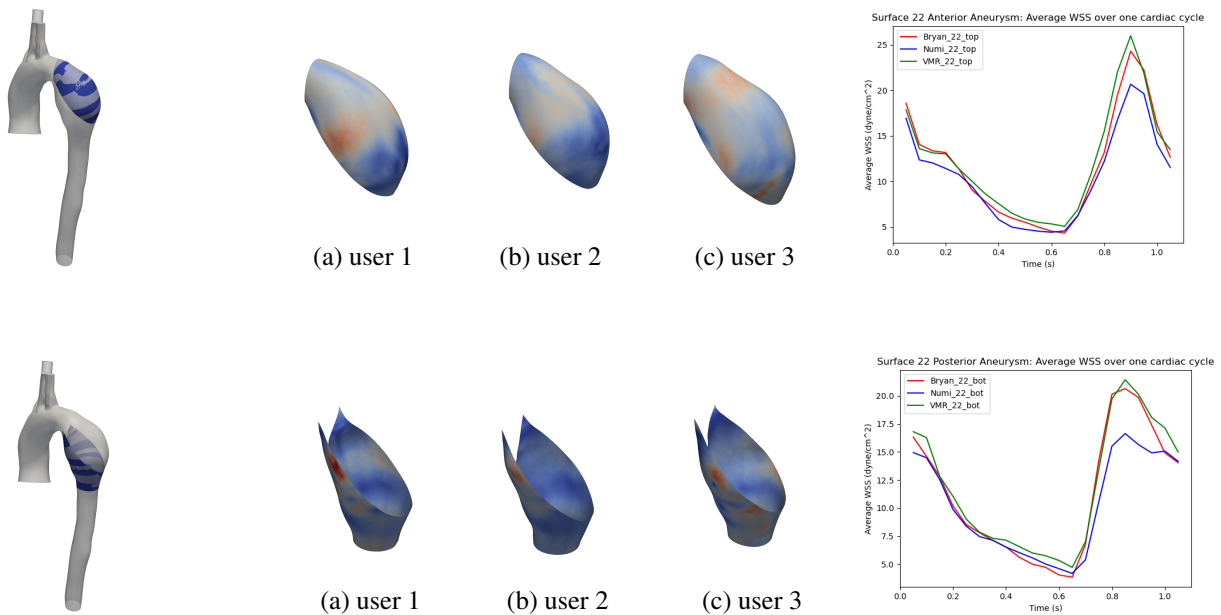 Surface 22 Anterior Aneurysm: Average WSS over one cardiac cycle
Bryan_22_top
Numi_22_top
VMR_22_top
Average WSS (dyne/cm^2)
25
20
15
10
5
0.0 0.2 0.4 0.6 0.8 1.0
Time (s)
(a) user 1 (b) user 2 (c) user 3
Surface 22 Posterior Aneurysm: Average WSS over one cardiac cycle
Bryan_22_bot
Numi_22_bot
VMR_22_bot
Average WSS (dyne/cm^2)
20.0
17.5
15.0
12.5
10.0
7.5
5.0
0.0 0.2 0.4 0.6 0.8 1.0
Time (s)
(a) user 1 (b) user 2 (c) user 3